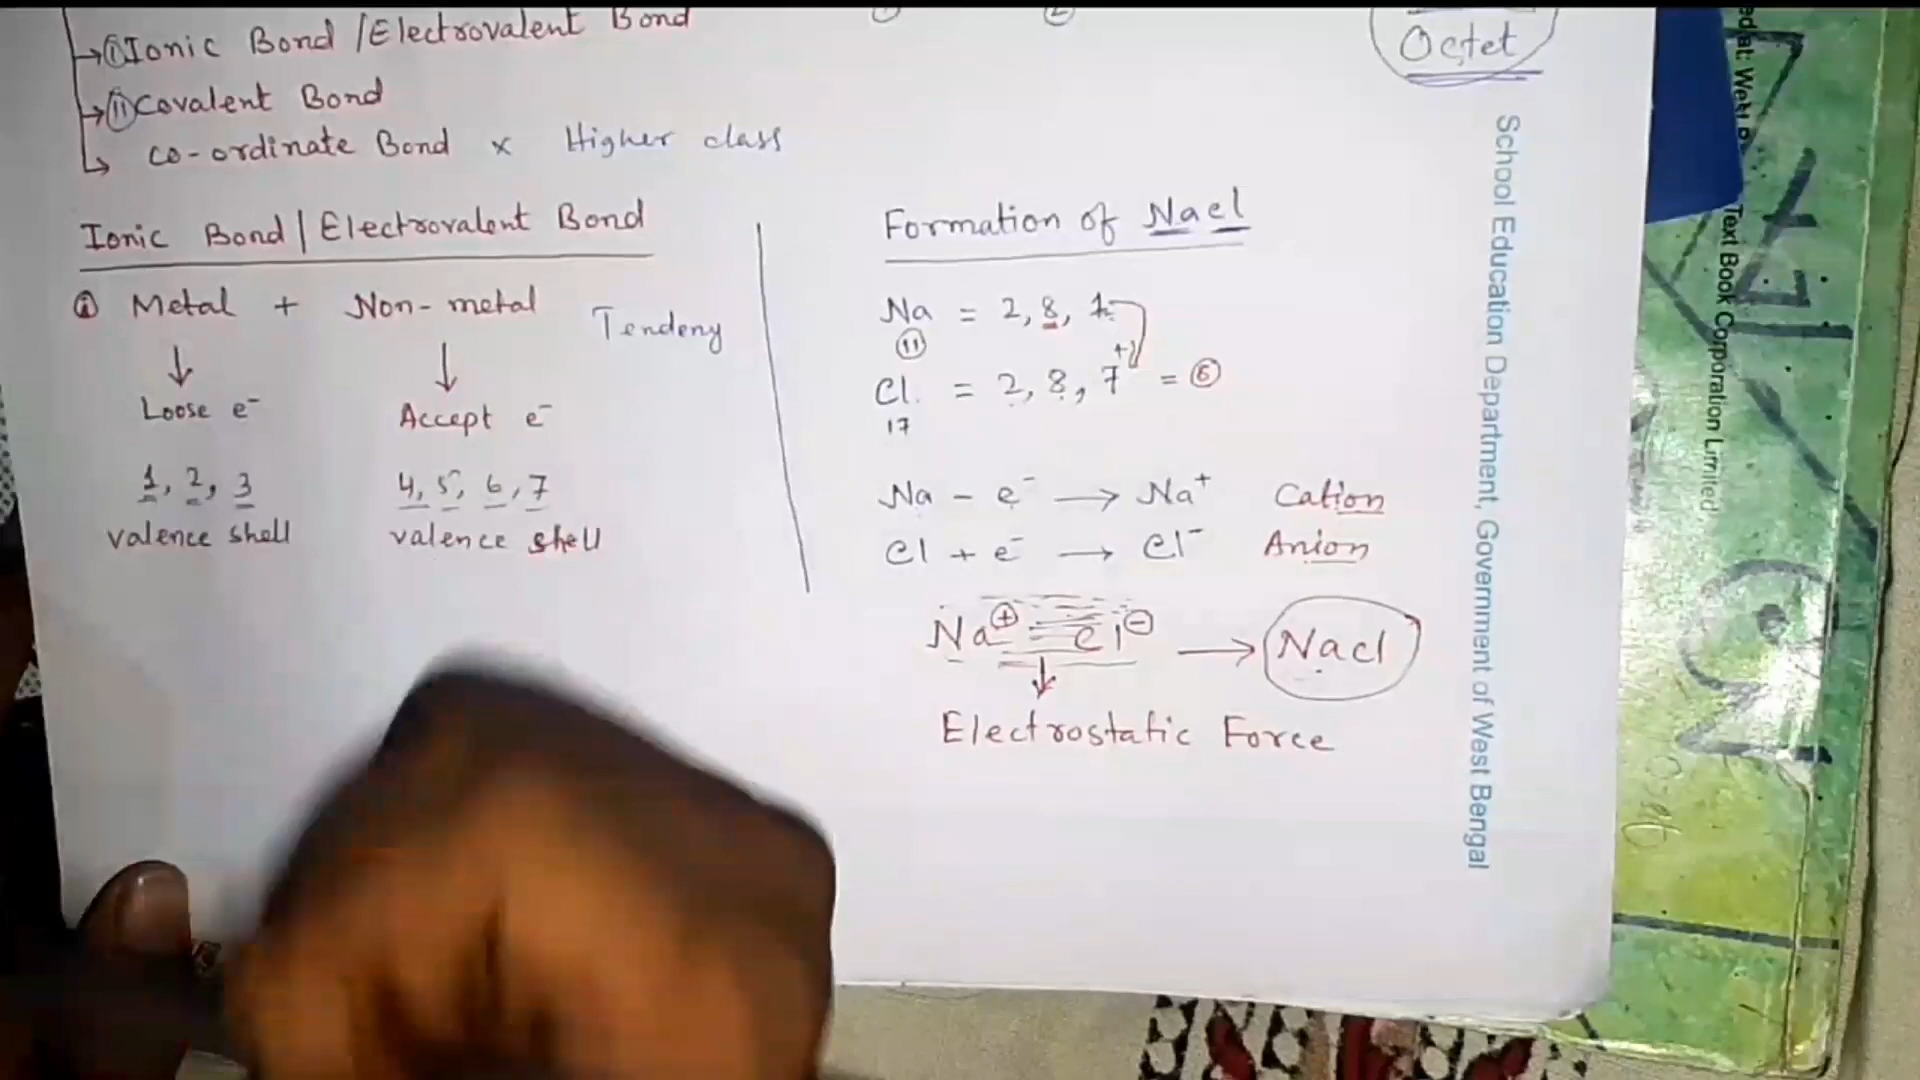 →ⓘ Ionic Bond / Electrovalent Bond
→ⓘⓘ Covalent Bond
↳ co-ordinate Bond × Higher class
Octet
Ionic Bond | Electrovalent Bond
ⓘ Metal + Non-metal Tendeny
↓ ↓
Loose e⁻ Accept e⁻
1, 2, 3 4, 5, 6, 7
valence shell valence shell
Formation of Nacl
Na = 2, 8, 1
⑪
+1
Cl. = 2, 8, 7 = ⑥
17
Na - e⁻ → Na⁺ Cation
Cl + e⁻ → Cl⁻ Anion
Na⊕ Cl⊖ → Nacl
↓
Electrostatic Force
School Education Department, Government of West Bengal
Text Book Corporation Limited